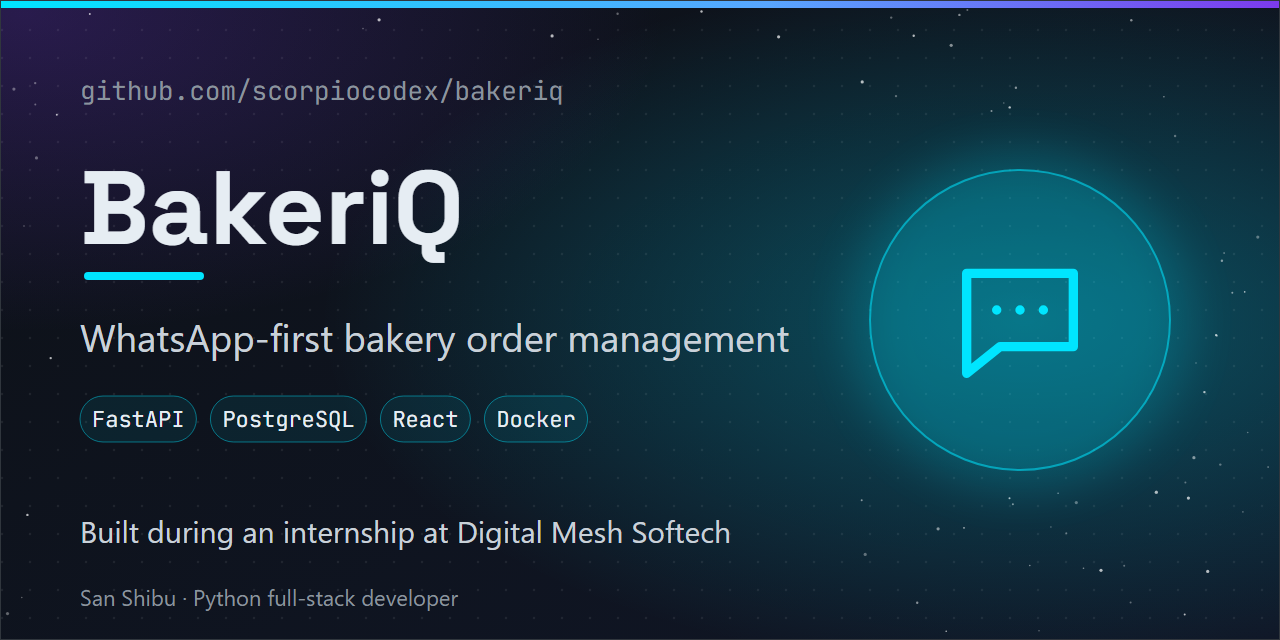 github.com/scorpiocodex/bakeriq
BakeriQ
WhatsApp-first bakery order management
FastAPI PostgreSQL React Docker
Built during an internship at Digital Mesh Softech
San Shibu · Python full-stack developer